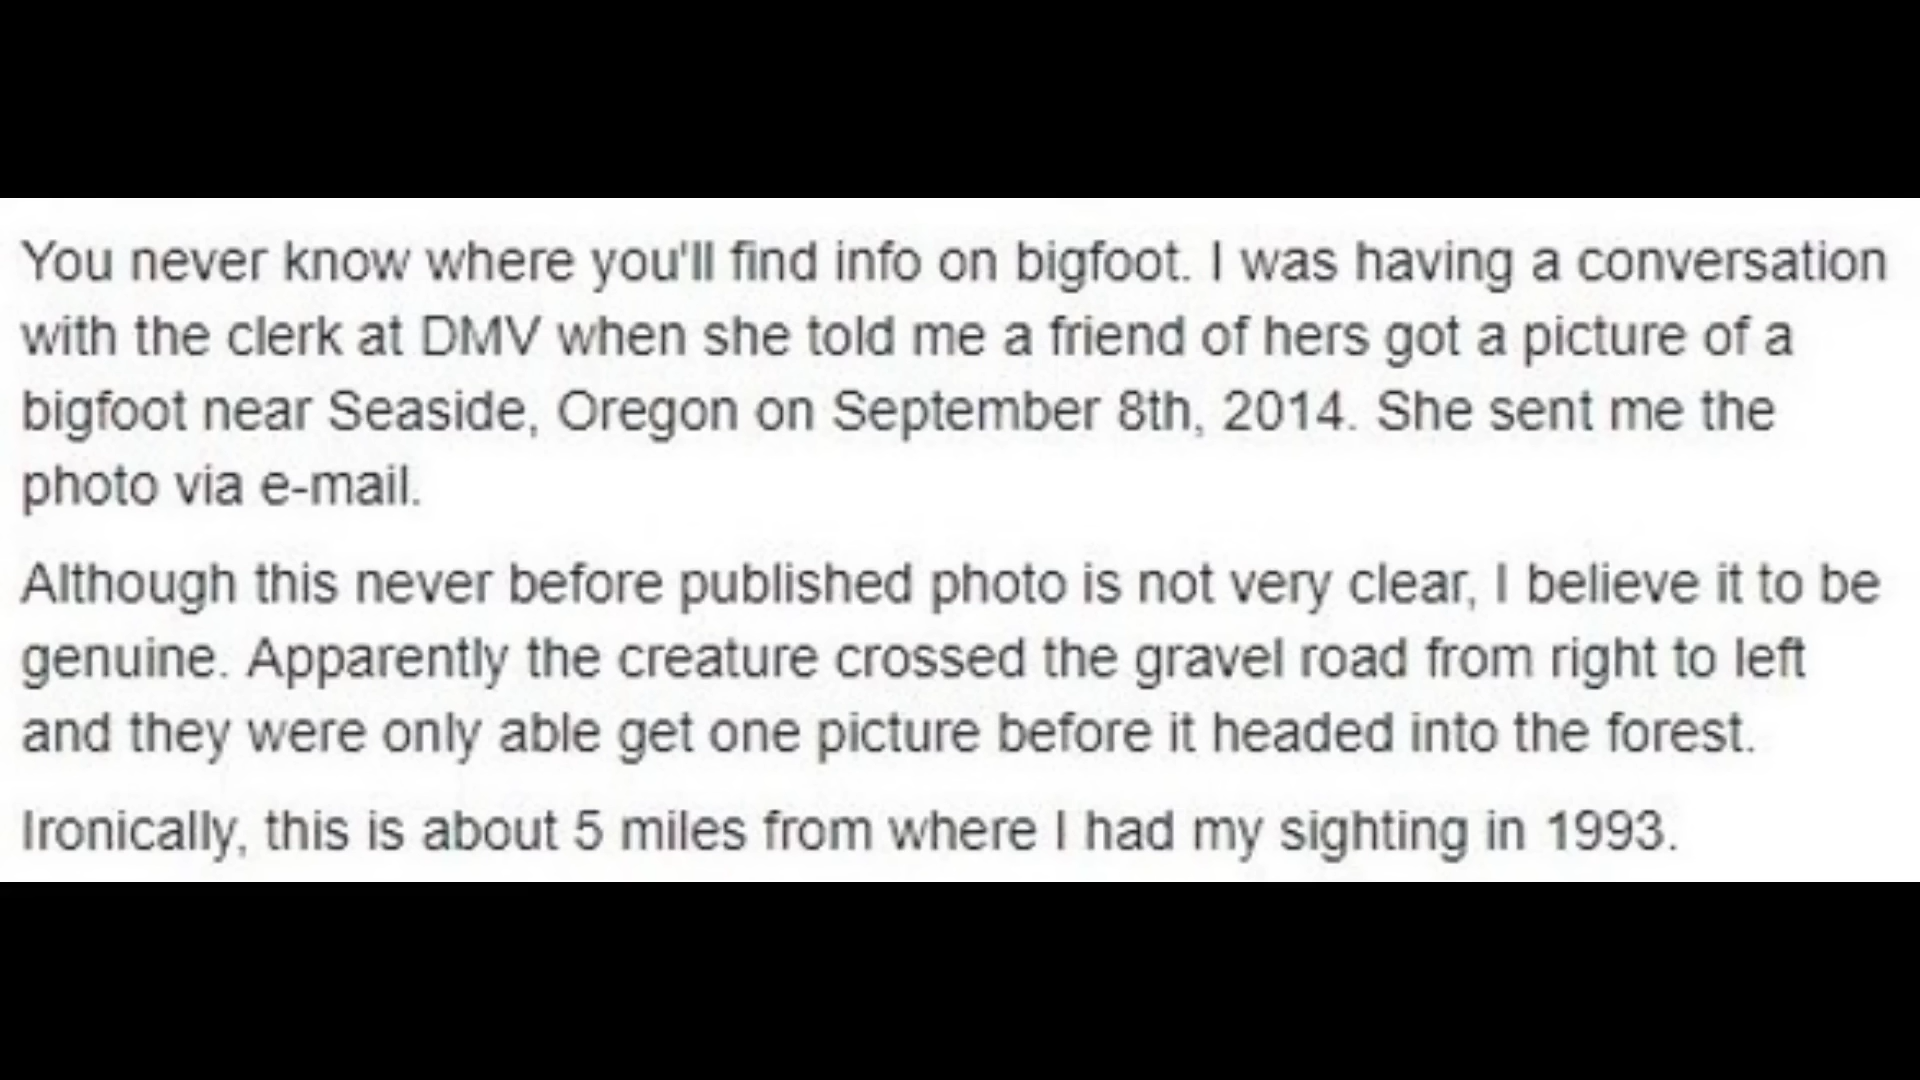 You never know where you'll find info on bigfoot. I was having a conversation
with the clerk at DMV when she told me a friend of hers got a picture of a
bigfoot near Seaside, Oregon on September 8th, 2014. She sent me the
photo via e-mail.
Although this never before published photo is not very clear, I believe it to be
genuine. Apparently the creature crossed the gravel road from right to left
and they were only able get one picture before it headed into the forest.
Ironically, this is about 5 miles from where I had my sighting in 1993.